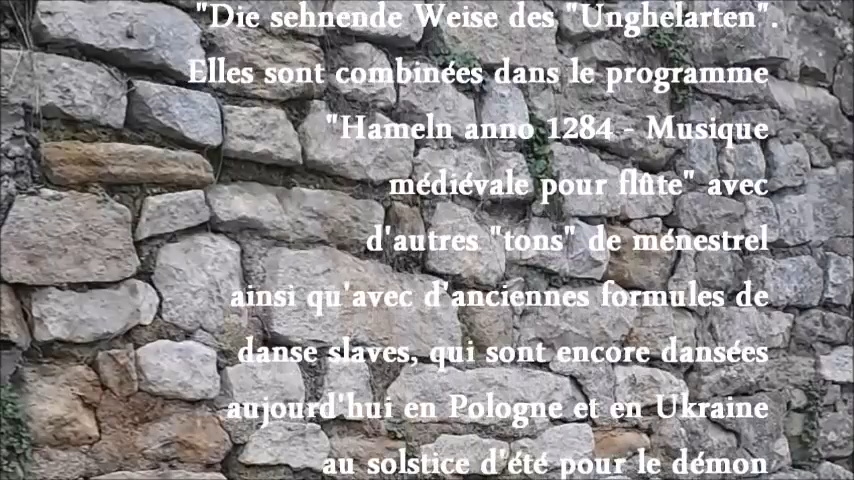 "Die sehnende Weise des "Unghelarten".
Elles sont combinées dans le programme
"Hameln anno 1284 - Musique
médiévale pour flûte" avec
d'autres "tons" de ménestrel
ainsi qu'avec d'anciennes formules de
danse slaves, qui sont encore dansées
aujourd'hui en Pologne et en Ukraine
au solstice d'été pour le démon